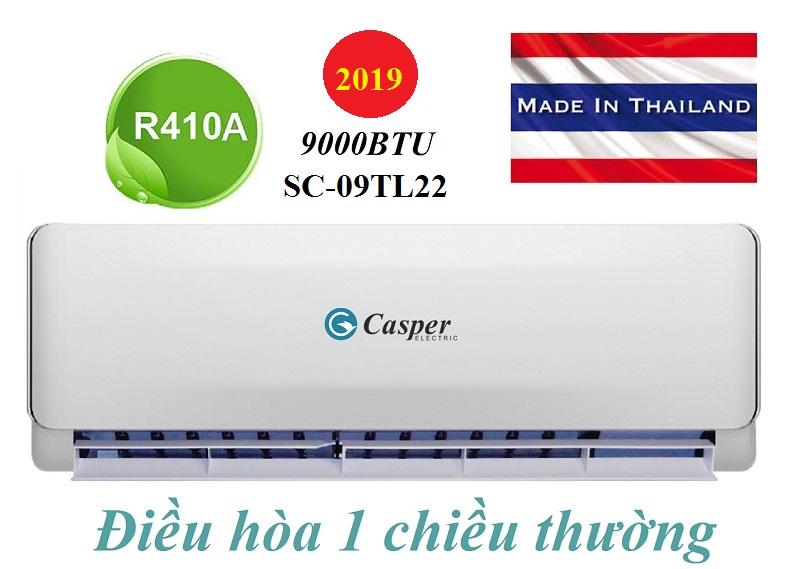 2019
R410A
9000BTU
SC-09TL22
MADE IN THAILAND
Casper
ELECTRIC
Điều hòa 1 chiều thường